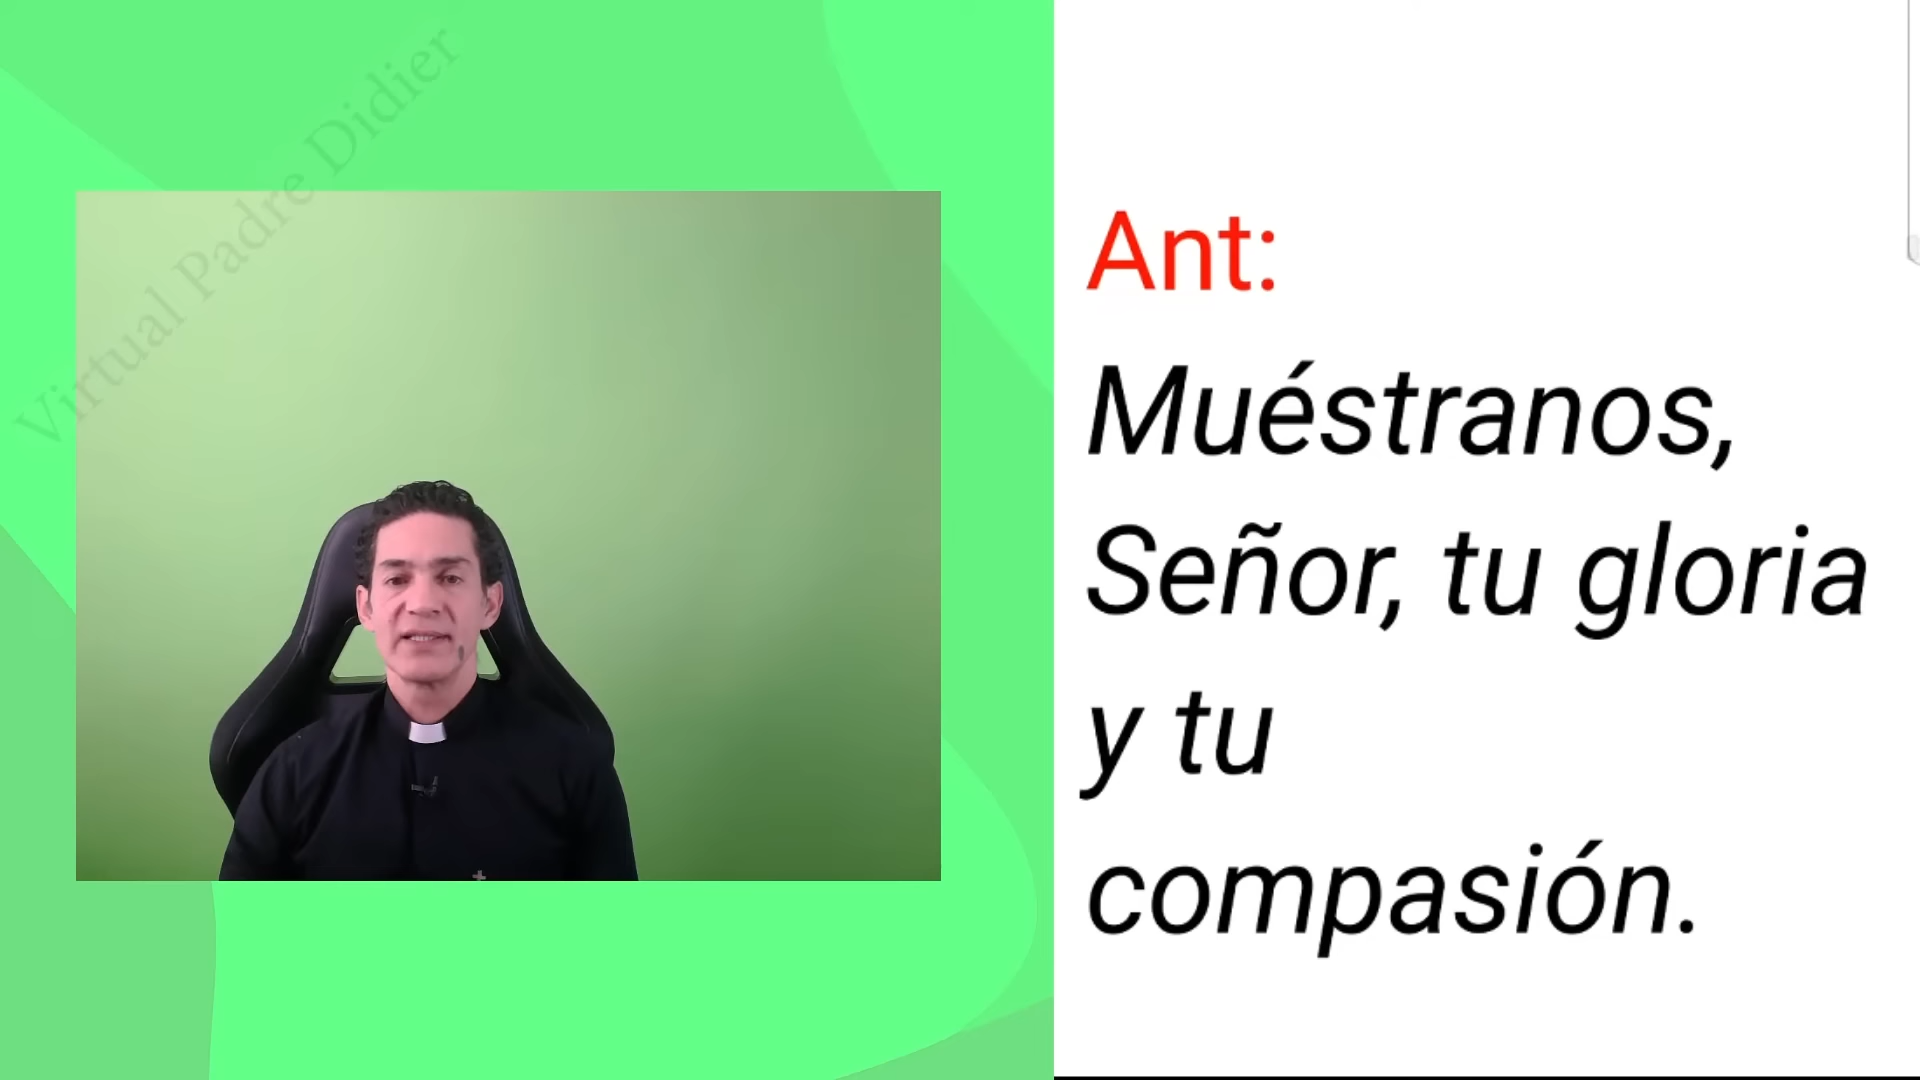 Virtual Padre Didier
Ant:
Muéstranos,
Señor, tu gloria
y tu
compasión.